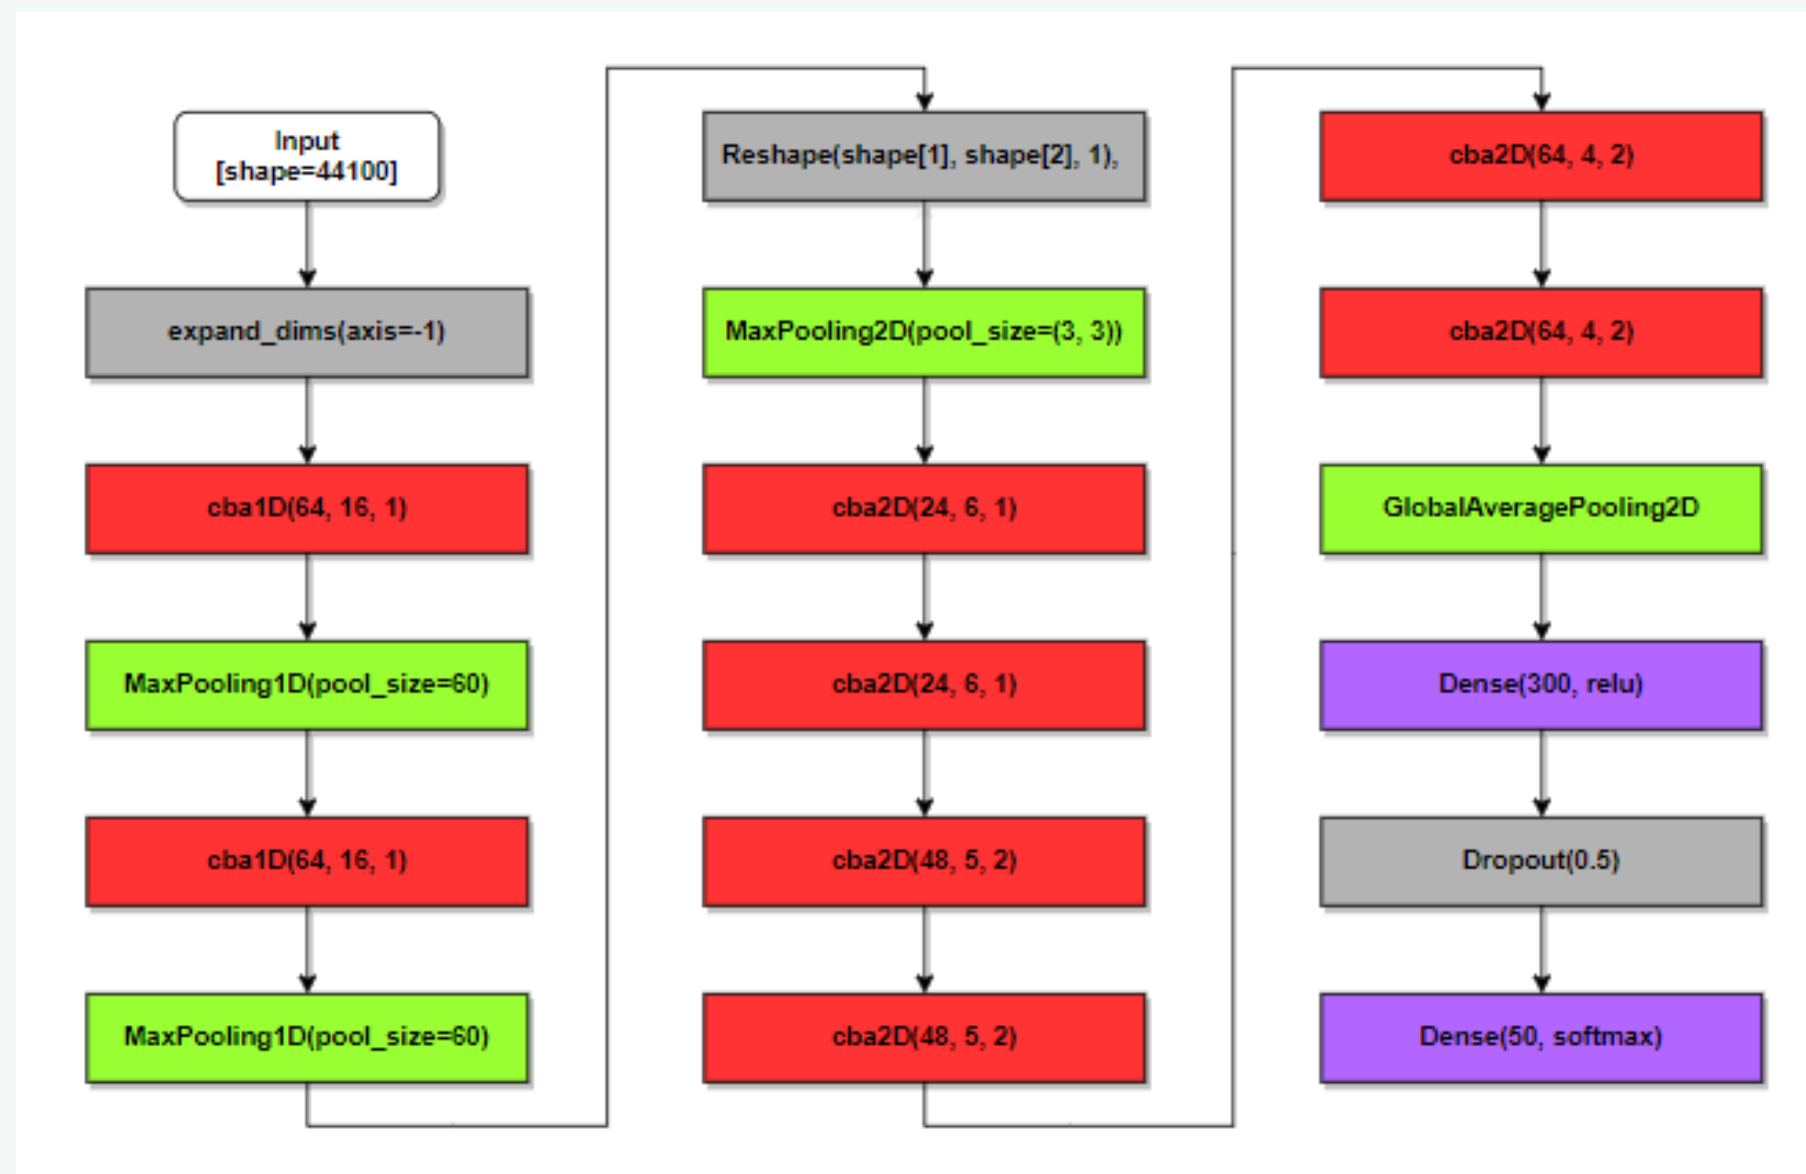 Input
[shape=44100]
expand_dims(axis=-1)
cba1D(64, 16, 1)
MaxPooling1D(pool_size=60)
cba1D(64, 16, 1)
MaxPooling1D(pool_size=60)
Reshape(shape[1], shape[2], 1),
MaxPooling2D(pool_size=(3, 3))
cba2D(24, 6, 1)
cba2D(24, 6, 1)
cba2D(48, 5, 2)
cba2D(48, 5, 2)
cba2D(64, 4, 2)
cba2D(64, 4, 2)
GlobalAveragePooling2D
Dense(300, relu)
Dropout(0.5)
Dense(50, softmax)